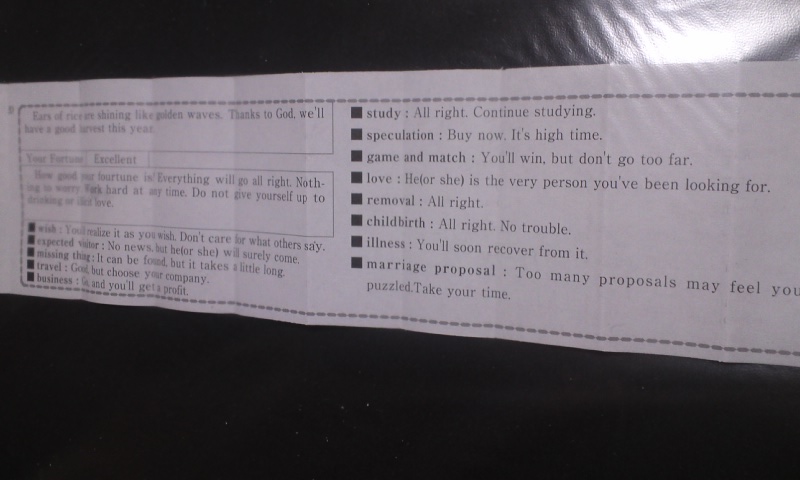 Ears of rice are shining like golden waves. Thanks to God, we'll
have a good harvest this year.
Your Fortune Excellent
How good our fourtune is! Everything will go all right. Noth-
ing to worry. Work hard at any time. Do not give yourself up to
drinking or illicit love.
■ wish : You'll realize it as you wish. Don't care for what others say.
■ expected visitor : No news, but he(or she) will surely come.
■ missing thing : It can be found, but it takes a little long.
■ travel : Good, but choose your company.
■ business : and you'll get a profit.
■ study : All right. Continue studying.
■ speculation : Buy now. It's high time.
■ game and match : You'll win, but don't go too far.
■ love : He(or she) is the very person you've been looking for.
■ removal : All right.
■ childbirth : All right. No trouble.
■ illness : You'll soon recover from it.
■ marriage proposal : Too many proposals may feel you
puzzled.Take your time.